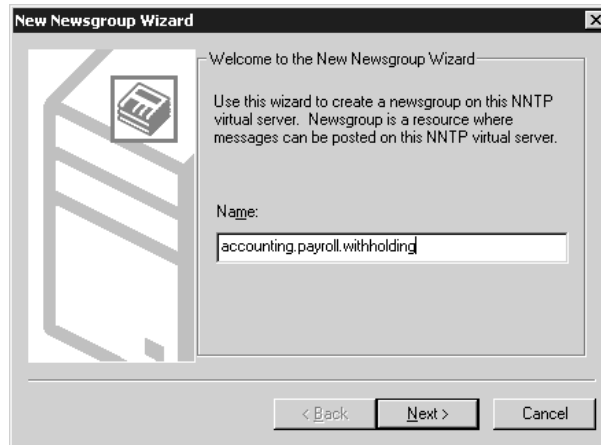 New Newsgroup Wizard
Welcome to the New Newsgroup Wizard
Use this wizard to create a newsgroup on this NNTP
virtual server. Newsgroup is a resource where
messages can be posted on this NNTP virtual server.
Name:
accounting.payroll.withholding
< Back Next > Cancel